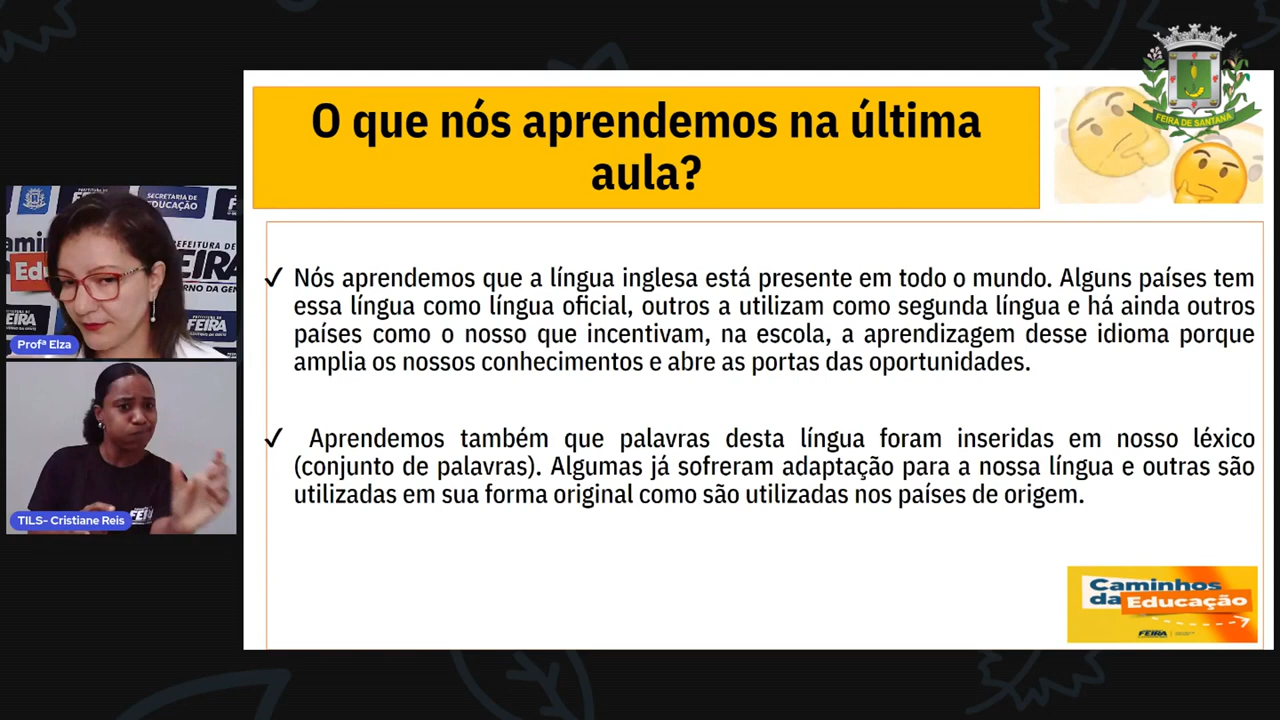 O que nós aprendemos na última
aula?
FEIRA DE SANTANA
✓ Nós aprendemos que a língua inglesa está presente em todo o mundo. Alguns países tem
essa língua como língua oficial, outros a utilizam como segunda língua e há ainda outros
países como o nosso que incentivam, na escola, a aprendizagem desse idioma porque
amplia os nossos conhecimentos e abre as portas das oportunidades.
✓ Aprendemos também que palavras desta língua foram inseridas em nosso léxico
(conjunto de palavras). Algumas já sofreram adaptação para a nossa língua e outras são
utilizadas em sua forma original como são utilizadas nos países de origem.
SECRETARIA DE
EDUCAÇÃO
PREFEITURA DE
FEIRA
Profª Elza
TILS- Cristiane Reis
Caminhos
da Educação
FEIRA